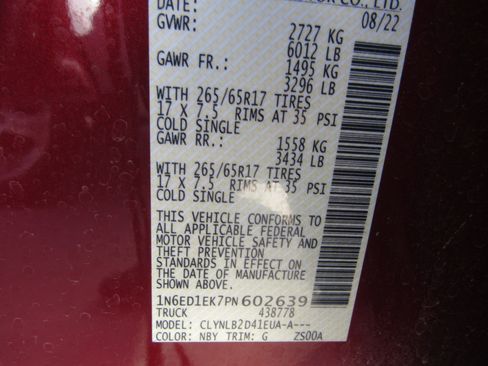 DATE: CO., LTD.
GVWR: 08/22
2727 KG
6012 LB
GAWR FR.: 1495 KG
3296 LB
WITH 265/65R17 TIRES
17 X 7.5 RIMS AT 35 PSI
COLD SINGLE
GAWR RR.: 1558 KG
3434 LB
WITH 265/65R17 TIRES
17 X 7.5 RIMS AT 35 PSI
COLD SINGLE
THIS VEHICLE CONFORMS TO
ALL APPLICABLE FEDERAL
MOTOR VEHICLE SAFETY AND
THEFT PREVENTION
STANDARDS IN EFFECT ON
THE DATE OF MANUFACTURE
SHOWN ABOVE.
1N6ED1EK7PN602639
TRUCK 438778
MODEL: CLYNLB2D41EUA-A---
COLOR: NBY TRIM: G ZS00A